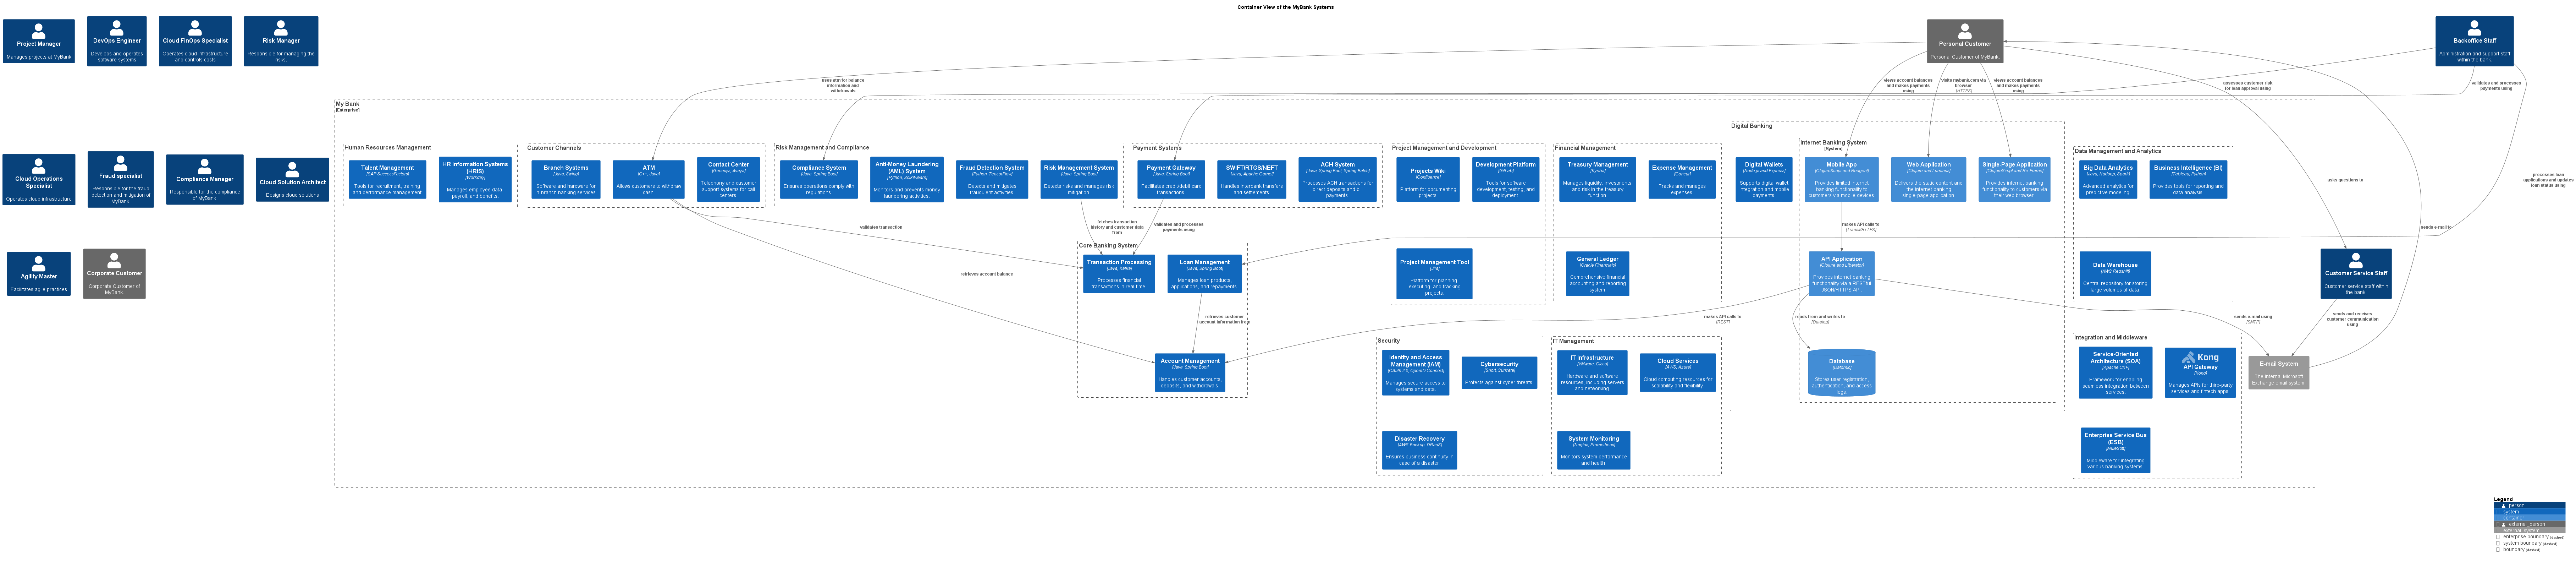 Container View of the MyBank Systems
Project Manager
Manages projects at MyBank.
DevOps Engineer
Develops and operates
software systems
Cloud FinOps Specialist
Operates cloud infrastructure
and controls costs
Risk Manager
Responsible for managing the
risks.
Personal Customer
Personal Customer of MyBank.
Backoffice Staff
Administration and support staff
within the bank.
uses atm for balance
information and
withdrawals
views account balances
and makes payments
using
visits mybank.com via
browser
[HTTPS]
views account balances
and makes payments
using
assesses customer risk
for loan approval using
validates and processes
payments using
My Bank
[Enterprise]
Cloud Operations
Specialist
Operates cloud infrastructure
Fraud specialist
Responsible for the fraud
detection and mitigation of
MyBank.
Compliance Manager
Responsible for the compliance
of MyBank.
Cloud Solution Architect
Designs cloud solutions
Human Resources Management
Talent Management
[SAP SuccessFactors]
Tools for recruitment, training,
and performance management.
HR Information Systems
(HRIS)
[Workday]
Manages employee data,
payroll, and benefits.
Customer Channels
Branch Systems
[Java, Swing]
Software and hardware for
in-branch banking services.
ATM
[C++, Java]
Allows customers to withdraw
cash.
Contact Center
[Genesys, Avaya]
Telephony and customer
support systems for call
centers.
Risk Management and Compliance
Compliance System
[Java, Spring Boot]
Ensures operations comply with
regulations.
Anti-Money Laundering
(AML) System
[Python, Scikit-learn]
Monitors and prevents money
laundering activities.
Fraud Detection System
[Python, TensorFlow]
Detects and mitigates
fraudulent activities.
Risk Management System
[Java, Spring Boot]
Detects risks and manages risk
mitigation.
Payment Systems
Payment Gateway
[Java, Spring Boot]
Facilitates credit/debit card
transactions.
SWIFT/RTGS/NEFT
[Java, Apache Camel]
Handles interbank transfers
and settlements.
ACH System
[Java, Spring Boot, Spring Batch]
Processes ACH transactions for
direct deposits and bill
payments.
Project Management and Development
Projects Wiki
[Confluence]
Platform for documenting
projects.
Development Platform
[GitLab]
Tools for software
development, testing, and
deployment.
Project Management Tool
[Jira]
Platform for planning,
executing, and tracking
projects.
Financial Management
Treasury Management
[Kyriba]
Manages liquidity, investments,
and risk in the treasury
function.
Expense Management
[Concur]
Tracks and manages
expenses.
General Ledger
[Oracle Financials]
Comprehensive financial
accounting and reporting
system.
Digital Banking
Digital Wallets
[Node.js and Express]
Supports digital wallet
integration and mobile
payments.
Internet Banking System
[System]
Mobile App
[ClojureScript and Reagent]
Provides limited internet
banking functionality to
customers via mobile devices.
Web Application
[Clojure and Luminus]
Delivers the static content and
the internet banking
single-page application.
Single-Page Application
[ClojureScript and Re-frame]
Provides internet banking
functionality to customers via
their web browser.
makes API calls to
[Transit/HTTPS]
API Application
[Clojure and Liberator]
Provides internet banking
functionality via a RESTful
JSON/HTTPS API.
reads from and writes to
[Datalog]
Database
[Datomic]
Stores user registration,
authentication, and access
logs.
Data Management and Analytics
Big Data Analytics
[Java, Hadoop, Spark]
Advanced analytics for
predictive modeling.
Business Intelligence (BI)
[Tableau, Python]
Provides tools for reporting and
data analysis.
Data Warehouse
[AWS Redshift]
Central repository for storing
large volumes of data.
asks questions to
processes loan
applications and updates
loan status using
sends e-mail to
Agility Master
Facilitates agile practices
Corporate Customer
Corporate Customer of
MyBank.
validates transaction
retrieves account balance
fetches transaction
history and customer data
from
validates and processes
payments using
Core Banking System
Transaction Processing
[Java, Kafka]
Processes financial
transactions in real-time.
Loan Management
[Java, Spring Boot]
Manages loan products,
applications, and repayments.
retrieves customer
account information from
Account Management
[Java, Spring Boot]
Handles customer accounts,
deposits, and withdrawals.
makes API calls to
[REST]
sends e-mail using
[SMTP]
Customer Service Staff
Customer service staff within
the bank.
sends and receives
customer communication
using
E-mail System
The internal Microsoft
Exchange email system.
Security
Identity and Access
Management (IAM)
[OAuth 2.0, OpenID Connect]
Manages secure access to
systems and data.
Cybersecurity
[Snort, Suricata]
Protects against cyber threats.
Disaster Recovery
[AWS Backup, DRaaS]
Ensures business continuity in
case of a disaster.
IT Management
IT Infrastructure
[VMware, Cisco]
Hardware and software
resources, including servers
and networking.
Cloud Services
[AWS, Azure]
Cloud computing resources for
scalability and flexibility.
System Monitoring
[Nagios, Prometheus]
Monitors system performance
and health.
Integration and Middleware
Service-Oriented
Architecture (SOA)
[Apache CXF]
Framework for enabling
seamless integration between
services.
Kong
API Gateway
[Kong]
Manages APIs for third-party
services and fintech apps.
Enterprise Service Bus
(ESB)
[MuleSoft]
Middleware for integrating
various banking systems.
Legend
person
system
container
external_person
external_system
enterprise boundary (dashed)
system boundary (dashed)
boundary (dashed)